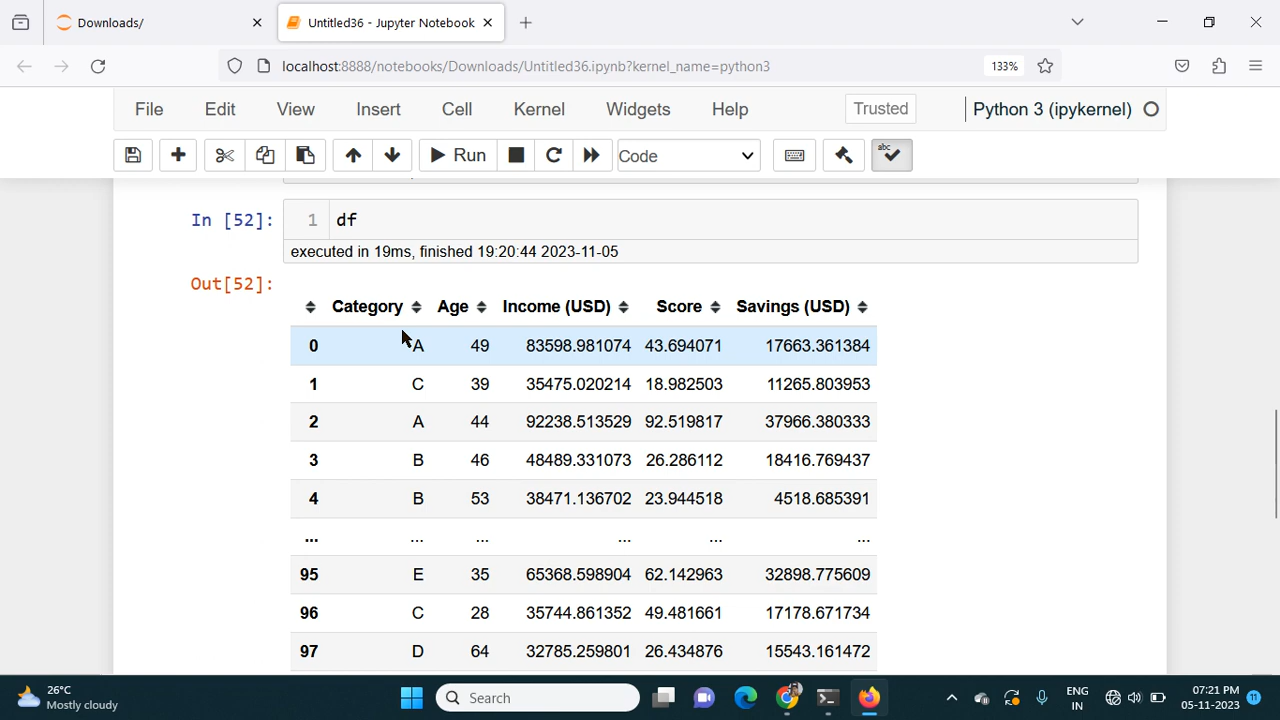 Downloads/
Untitled36 - Jupyter Notebook
localhost:8888/notebooks/Downloads/Untitled36.ipynb?kernel_name=python3
133%
File Edit View Insert Cell Kernel Widgets Help
Trusted
Python 3 (ipykernel)
Run
Code
abc
In [52]:
1 df
executed in 19ms, finished 19:20:44 2023-11-05
Out[52]:
Category Age Income (USD) Score Savings (USD)
0 A 49 83598.981074 43.694071 17663.361384
1 C 39 35475.020214 18.982503 11265.803953
2 A 44 92238.513529 92.519817 37966.380333
3 B 46 48489.331073 26.286112 18416.769437
4 B 53 38471.136702 23.944518 4518.685391
... ... ... ... ... ...
95 E 35 65368.598904 62.142963 32898.775609
96 C 28 35744.861352 49.481661 17178.671734
97 D 64 32785.259801 26.434876 15543.161472
26°C
Mostly cloudy
Search
ENG
IN
07:21 PM
05-11-2023
11